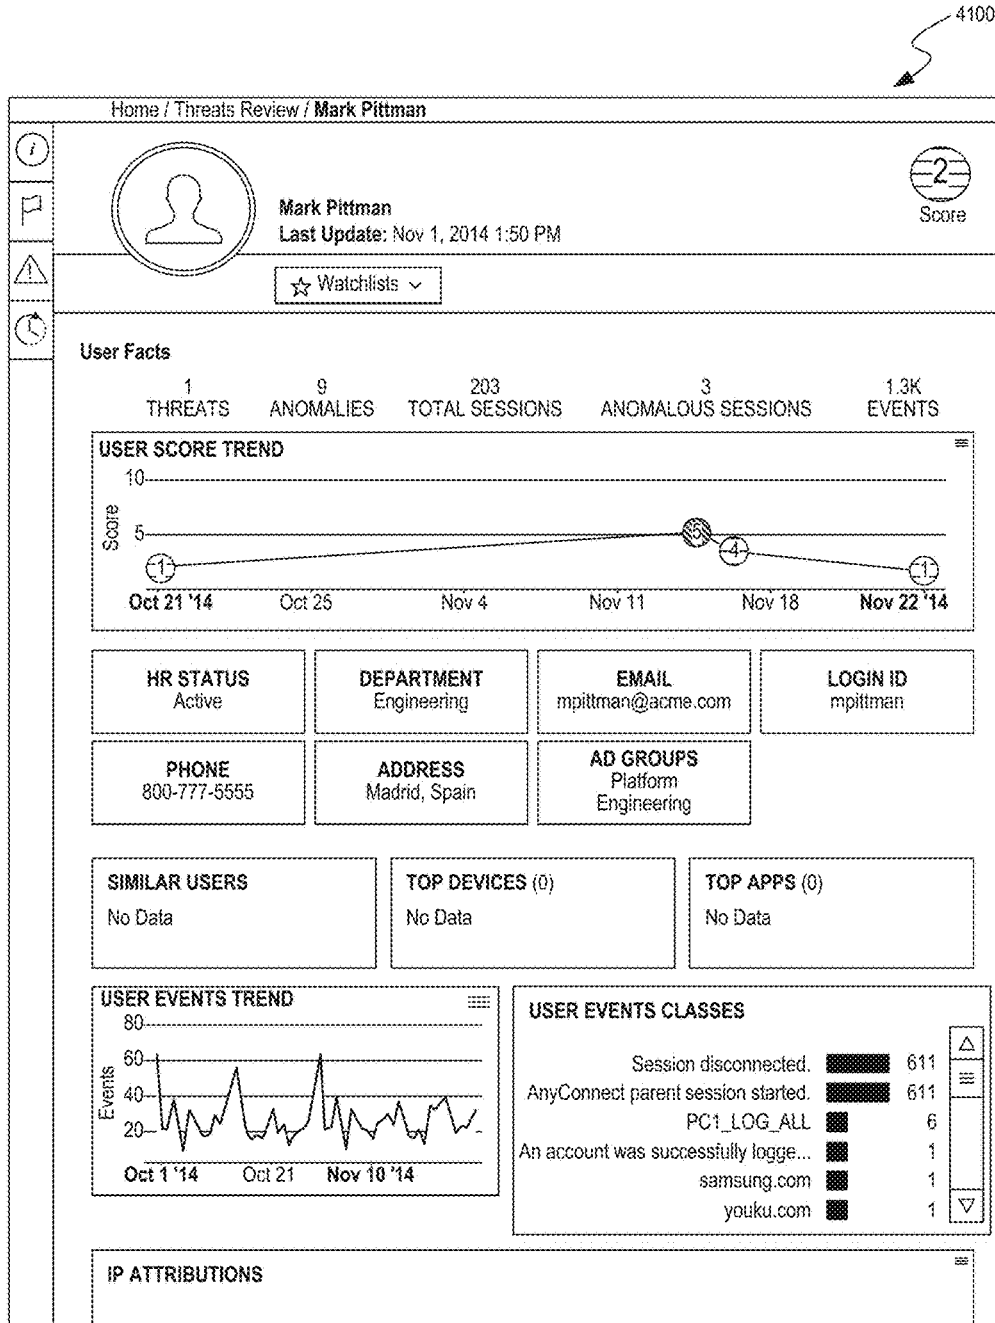 4100
Home / Threats Review / Mark Pittman
Mark Pittman
Last Update: Nov 1, 2014 1:50 PM
2
Score
Watchlists
User Facts
1 9 203 3 1.3K
THREATS ANOMALIES TOTAL SESSIONS ANOMALOUS SESSIONS EVENTS
USER SCORE TREND
10
Score
5
1 5 4 1
Oct 21 '14 Oct 25 Nov 4 Nov 11 Nov 18 Nov 22 '14
HR STATUS
Active
DEPARTMENT
Engineering
EMAIL
mpittman@acme.com
LOGIN ID
mpittman
PHONE
800-777-5555
ADDRESS
Madrid, Spain
AD GROUPS
Platform
Engineering
SIMILAR USERS
No Data
TOP DEVICES (0)
No Data
TOP APPS (0)
No Data
USER EVENTS TREND
80
60
40
20
Events
Oct 1 '14 Oct 21 Nov 10 '14
USER EVENTS CLASSES
Session disconnected. 611
AnyConnect parent session started. 611
PC1_LOG_ALL 6
An account was successfully logge... 1
samsung.com 1
youku.com 1
IP ATTRIBUTIONS